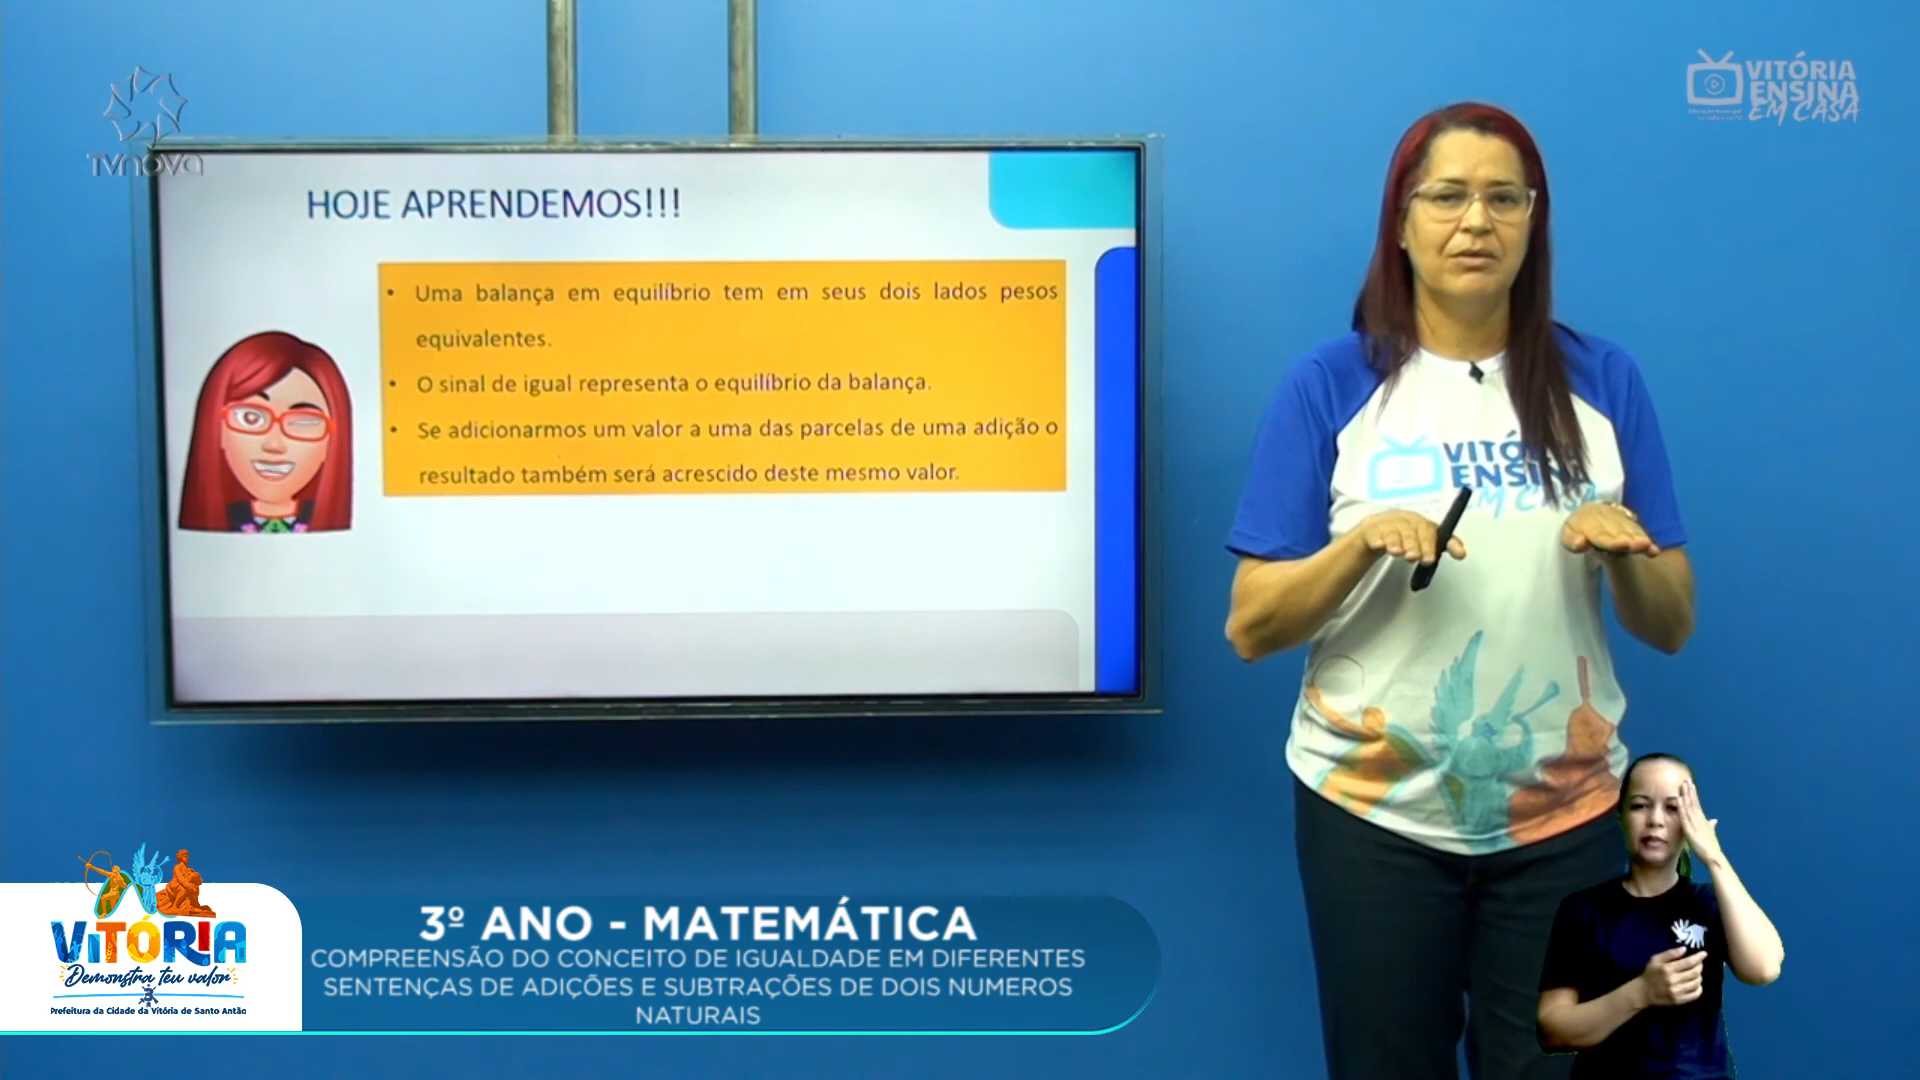 TVNOVA
VITÓRIA
ENSINA
EM CASA
HOJE APRENDEMOS!!!
• Uma balança em equilíbrio tem em seus dois lados pesos
equivalentes.
• O sinal de igual representa o equilíbrio da balança.
• Se adicionarmos um valor a uma das parcelas de uma adição o
resultado também será acrescido deste mesmo valor.
ENSINA
VITÓRIA
Demonstra teu valor
Prefeitura da Cidade da Vitória de Santo Antão
3º ANO - MATEMÁTICA
COMPREENSÃO DO CONCEITO DE IGUALDADE EM DIFERENTES
SENTENÇAS DE ADIÇÕES E SUBTRAÇÕES DE DOIS NUMEROS
NATURAIS